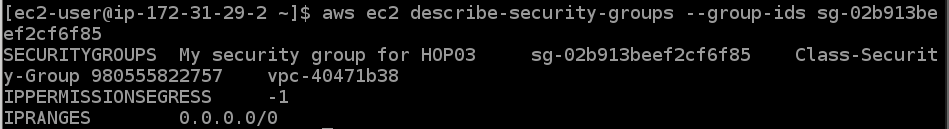 [ec2-user@ip-172-31-29-2 ~]$ aws ec2 describe-security-groups --group-ids sg-02b913be
ef2cf6f85
SECURITYGROUPS  My security group for HOP03     sg-02b913beef2cf6f85    Class-Securit
y-Group 980555822757    vpc-40471b38
IPPERMISSIONSEGRESS     -1
IPRANGES        0.0.0.0/0